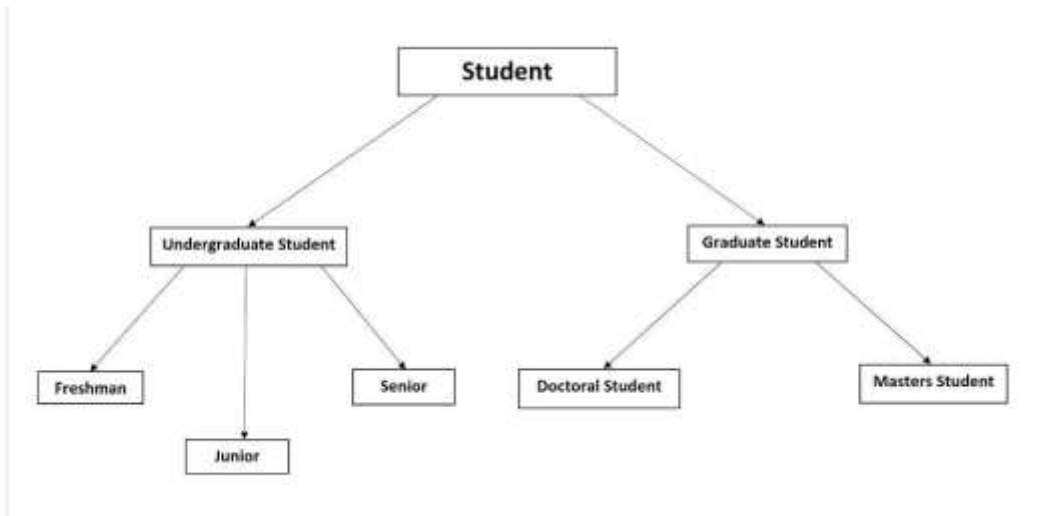 Student
Undergraduate Student
Graduate Student
Freshman
Senior
Doctoral Student
Masters Student
Junior